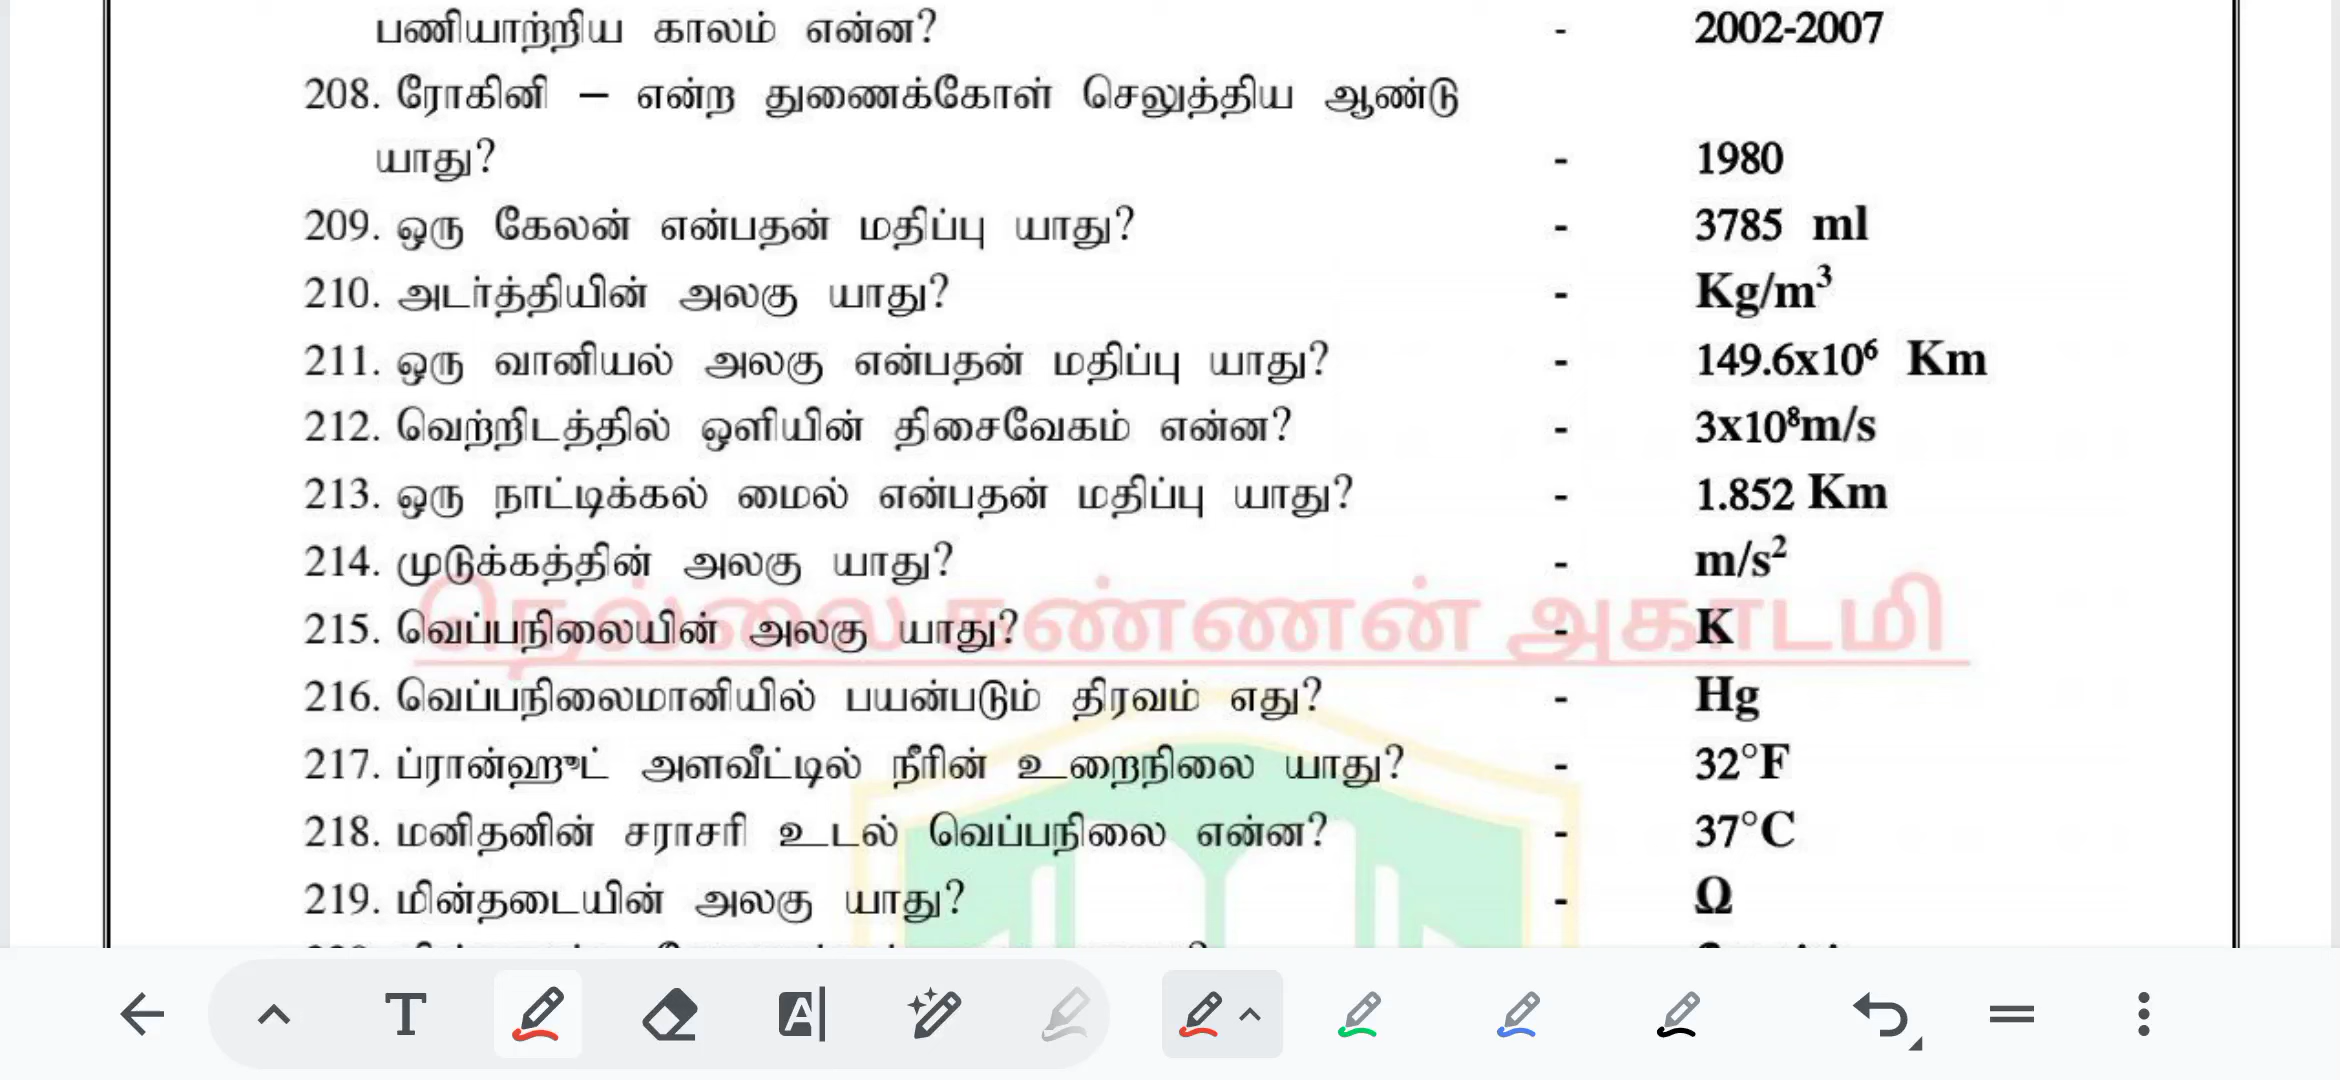 பணியாற்றிய காலம் என்ன? - 2002-2007
208. ரோகினி – என்ற துணைக்கோள் செலுத்திய ஆண்டு
யாது? - 1980
209. ஒரு கேலன் என்பதன் மதிப்பு யாது? - 3785 ml
210. அடர்த்தியின் அலகு யாது? - Kg/m³
211. ஒரு வானியல் அலகு என்பதன் மதிப்பு யாது? - 149.6x10⁶ Km
212. வெற்றிடத்தில் ஒளியின் திசைவேகம் என்ன? - 3x10⁸m/s
213. ஒரு நாட்டிக்கல் மைல் என்பதன் மதிப்பு யாது? - 1.852 Km
214. முடுக்கத்தின் அலகு யாது? - m/s²
நெல்லை கண்ணன் அகாடமி
215. வெப்பநிலையின் அலகு யாது? - K
216. வெப்பநிலைமானியில் பயன்படும் திரவம் எது? - Hg
217. ப்ரான்ஹூட் அளவீட்டில் நீரின் உறைநிலை யாது? - 32°F
218. மனிதனின் சராசரி உடல் வெப்பநிலை என்ன? - 37°C
219. மின்தடையின் அலகு யாது? - Ω